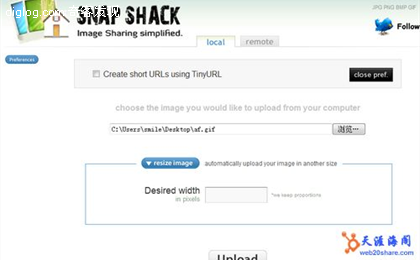 JPG PNG BMP GIF
SNAP SHACK
Image Sharing simplified.
Follow
local
remote
Preferences
Create short URLs using TinyURL
close pref.
choose the image you would like to upload from your computer
C:\Users\smile\Desktop\af.gif
浏览...
resize image
automatically upload your image in another size
Desired width
in pixels
*we keep proportions
Upload
天涯海阁
web20share.com